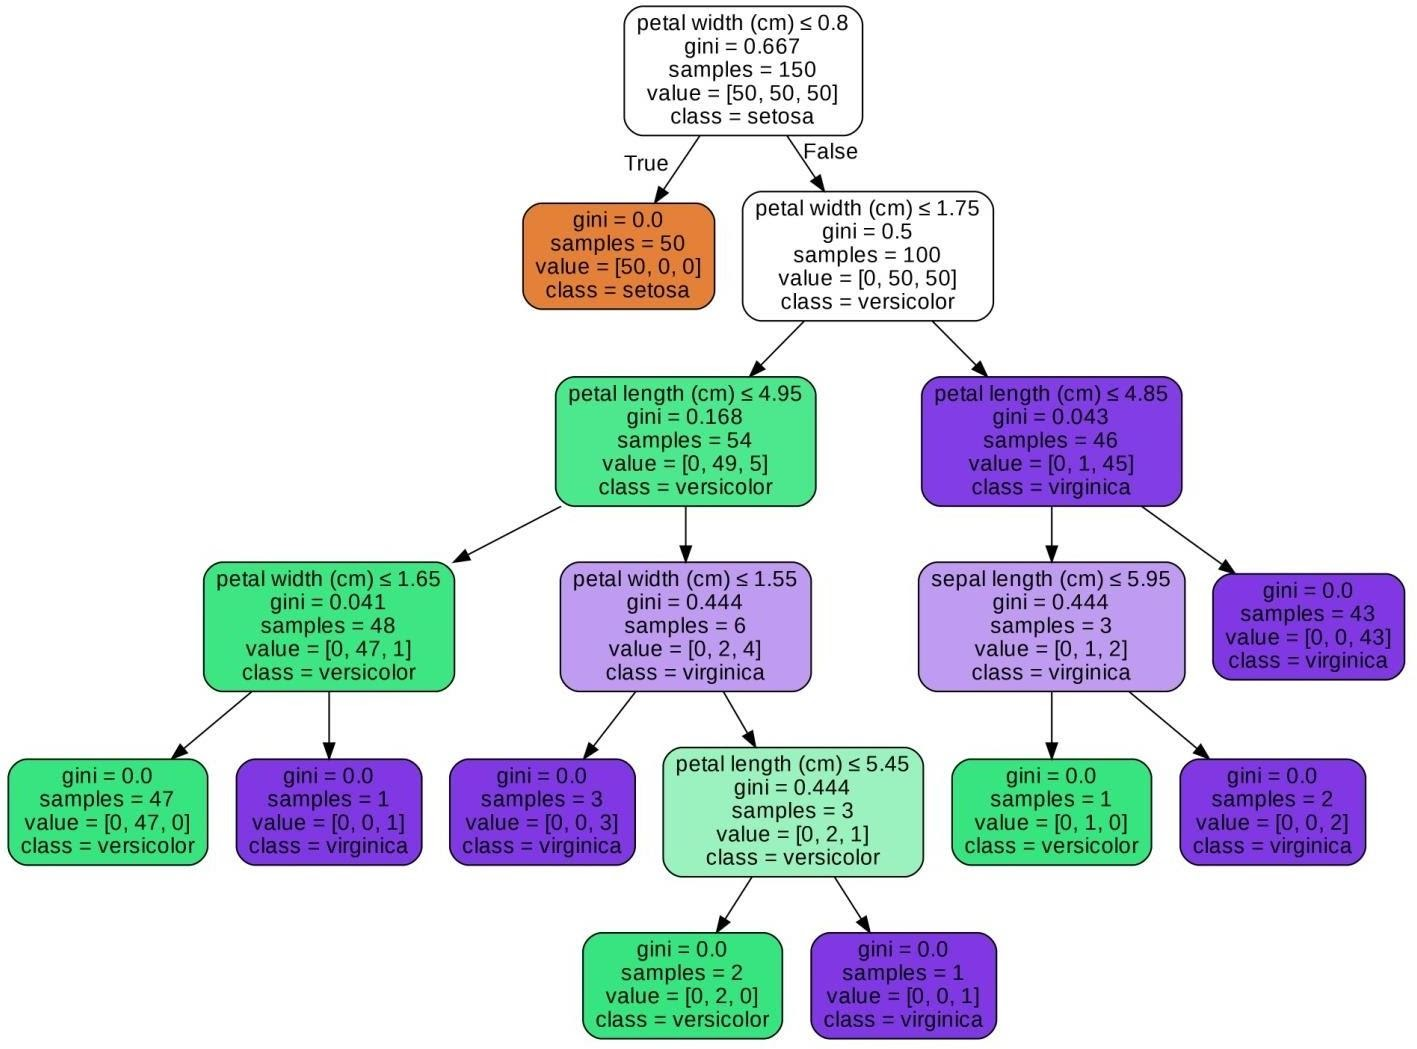 petal width (cm) ≤ 0.8
gini = 0.667
samples = 150
value = [50, 50, 50]
class = setosa
True
False
gini = 0.0
samples = 50
value = [50, 0, 0]
class = setosa
petal width (cm) ≤ 1.75
gini = 0.5
samples = 100
value = [0, 50, 50]
class = versicolor
petal length (cm) ≤ 4.95
gini = 0.168
samples = 54
value = [0, 49, 5]
class = versicolor
petal length (cm) ≤ 4.85
gini = 0.043
samples = 46
value = [0, 1, 45]
class = virginica
petal width (cm) ≤ 1.65
gini = 0.041
samples = 48
value = [0, 47, 1]
class = versicolor
petal width (cm) ≤ 1.55
gini = 0.444
samples = 6
value = [0, 2, 4]
class = virginica
sepal length (cm) ≤ 5.95
gini = 0.444
samples = 3
value = [0, 1, 2]
class = virginica
gini = 0.0
samples = 43
value = [0, 0, 43]
class = virginica
gini = 0.0
samples = 47
value = [0, 47, 0]
class = versicolor
gini = 0.0
samples = 1
value = [0, 0, 1]
class = virginica
gini = 0.0
samples = 3
value = [0, 0, 3]
class = virginica
petal length (cm) ≤ 5.45
gini = 0.444
samples = 3
value = [0, 2, 1]
class = versicolor
gini = 0.0
samples = 1
value = [0, 1, 0]
class = versicolor
gini = 0.0
samples = 2
value = [0, 0, 2]
class = virginica
gini = 0.0
samples = 2
value = [0, 2, 0]
class = versicolor
gini = 0.0
samples = 1
value = [0, 0, 1]
class = virginica